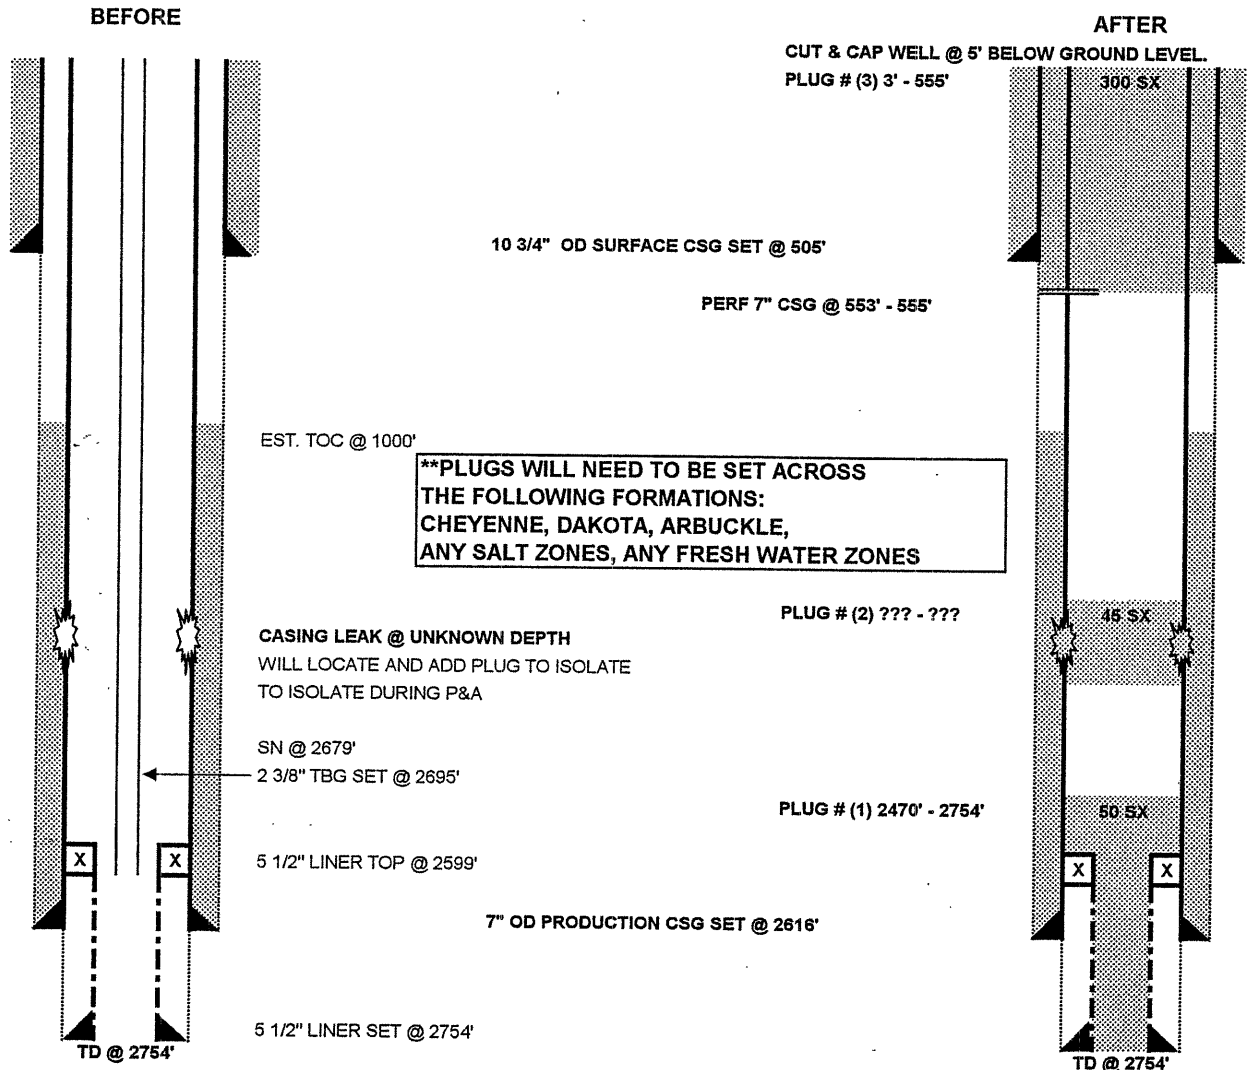 BEFORE
AFTER
CUT & CAP WELL @ 5' BELOW GROUND LEVEL.
PLUG # (3) 3' - 555'
300 SX
10 3/4" OD SURFACE CSG SET @ 505'
PERF 7" CSG @ 553' - 555'
EST. TOC @ 1000'
**PLUGS WILL NEED TO BE SET ACROSS
THE FOLLOWING FORMATIONS:
CHEYENNE, DAKOTA, ARBUCKLE,
ANY SALT ZONES, ANY FRESH WATER ZONES
PLUG # (2) ??? - ???
45 SX
CASING LEAK @ UNKNOWN DEPTH
WILL LOCATE AND ADD PLUG TO ISOLATE
TO ISOLATE DURING P&A
SN @ 2679'
2 3/8" TBG SET @ 2695'
PLUG # (1) 2470' - 2754'
50 SX
X
X
5 1/2" LINER TOP @ 2599'
X
X
7" OD PRODUCTION CSG SET @ 2616'
5 1/2" LINER SET @ 2754'
TD @ 2754'
TD @ 2754'